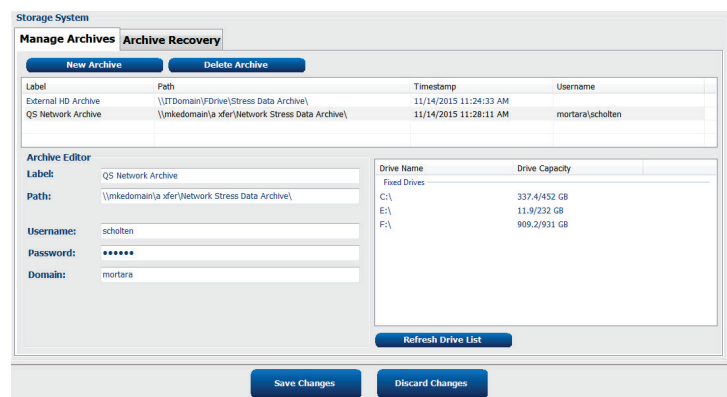 Storage System
Manage Archives Archive Recovery
New Archive Delete Archive
Label Path Timestamp Username
External HD Archive \\ITDomain\FDrive\Stress Data Archive\ 11/14/2015 11:24:33 AM
QS Network Archive \\mkedomain\a xfer\Network Stress Data Archive\ 11/14/2015 11:28:11 AM mortara\scholten
Archive Editor
Label: QS Network Archive
Path: \\mkedomain\a xfer\Network Stress Data Archive\
Username: scholten
Password: ••••••
Domain: mortara
Drive Name Drive Capacity
Fixed Drives
C:\ 337.4/452 GB
E:\ 11.9/232 GB
F:\ 909.2/931 GB
Refresh Drive List
Save Changes Discard Changes